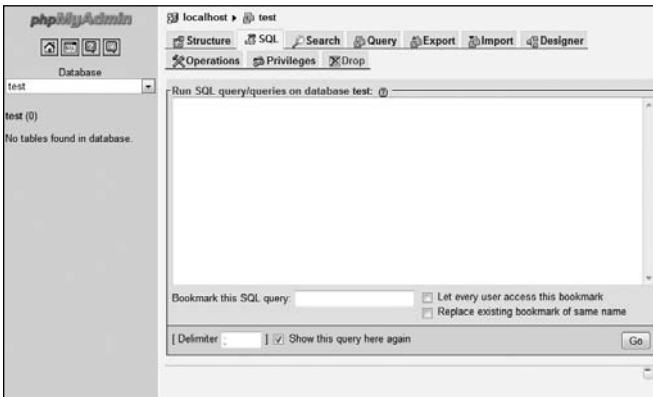 phpMyAdmin
Database
test
test (0)
No tables found in database.
localhost ▸ test
Structure SQL Search Query Export Import Designer
Operations Privileges Drop
Run SQL query/queries on database test:
Bookmark this SQL query:
Let every user access this bookmark
Replace existing bookmark of same name
[ Delimiter ; ] Show this query here again
Go